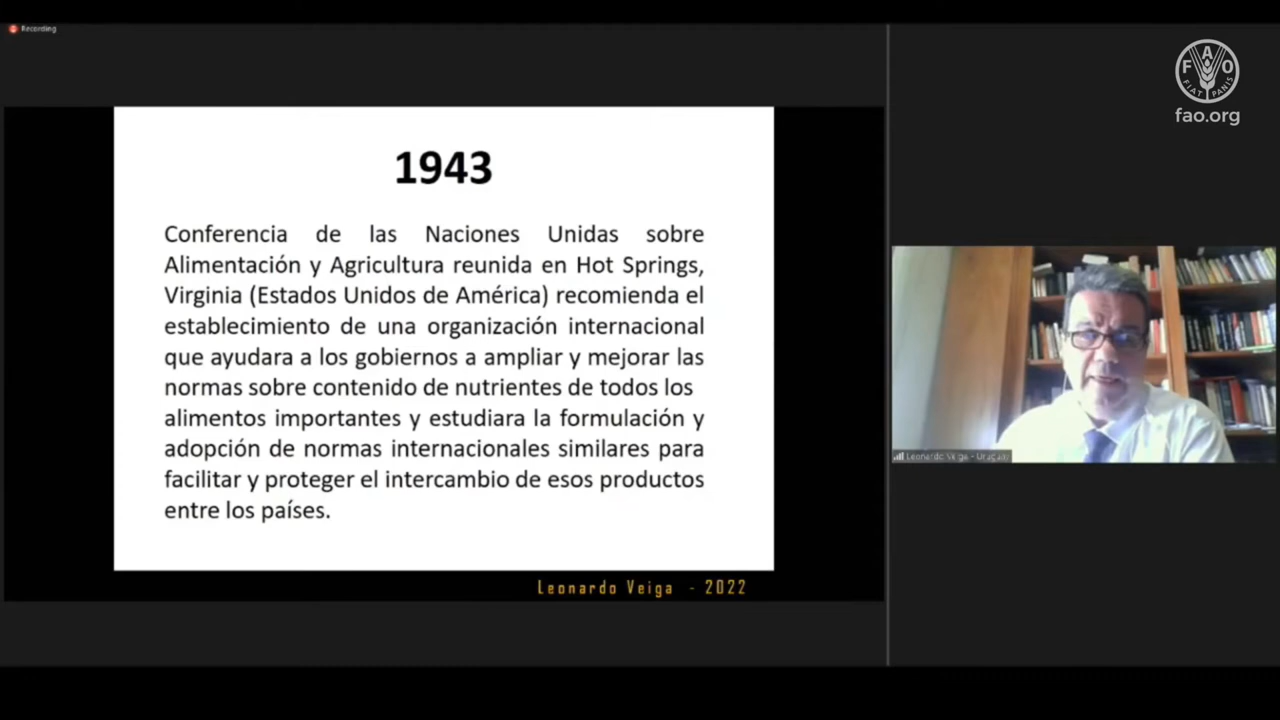 Recording
FAO
FIAT PANIS
fao.org
1943
Conferencia de las Naciones Unidas sobre
Alimentación y Agricultura reunida en Hot Springs,
Virginia (Estados Unidos de América) recomienda el
establecimiento de una organización internacional
que ayudara a los gobiernos a ampliar y mejorar las
normas sobre contenido de nutrientes de todos los
alimentos importantes y estudiara la formulación y
adopción de normas internacionales similares para
facilitar y proteger el intercambio de esos productos
entre los países.
Leonardo Veiga - Uruguay
Leonardo Veiga - 2022